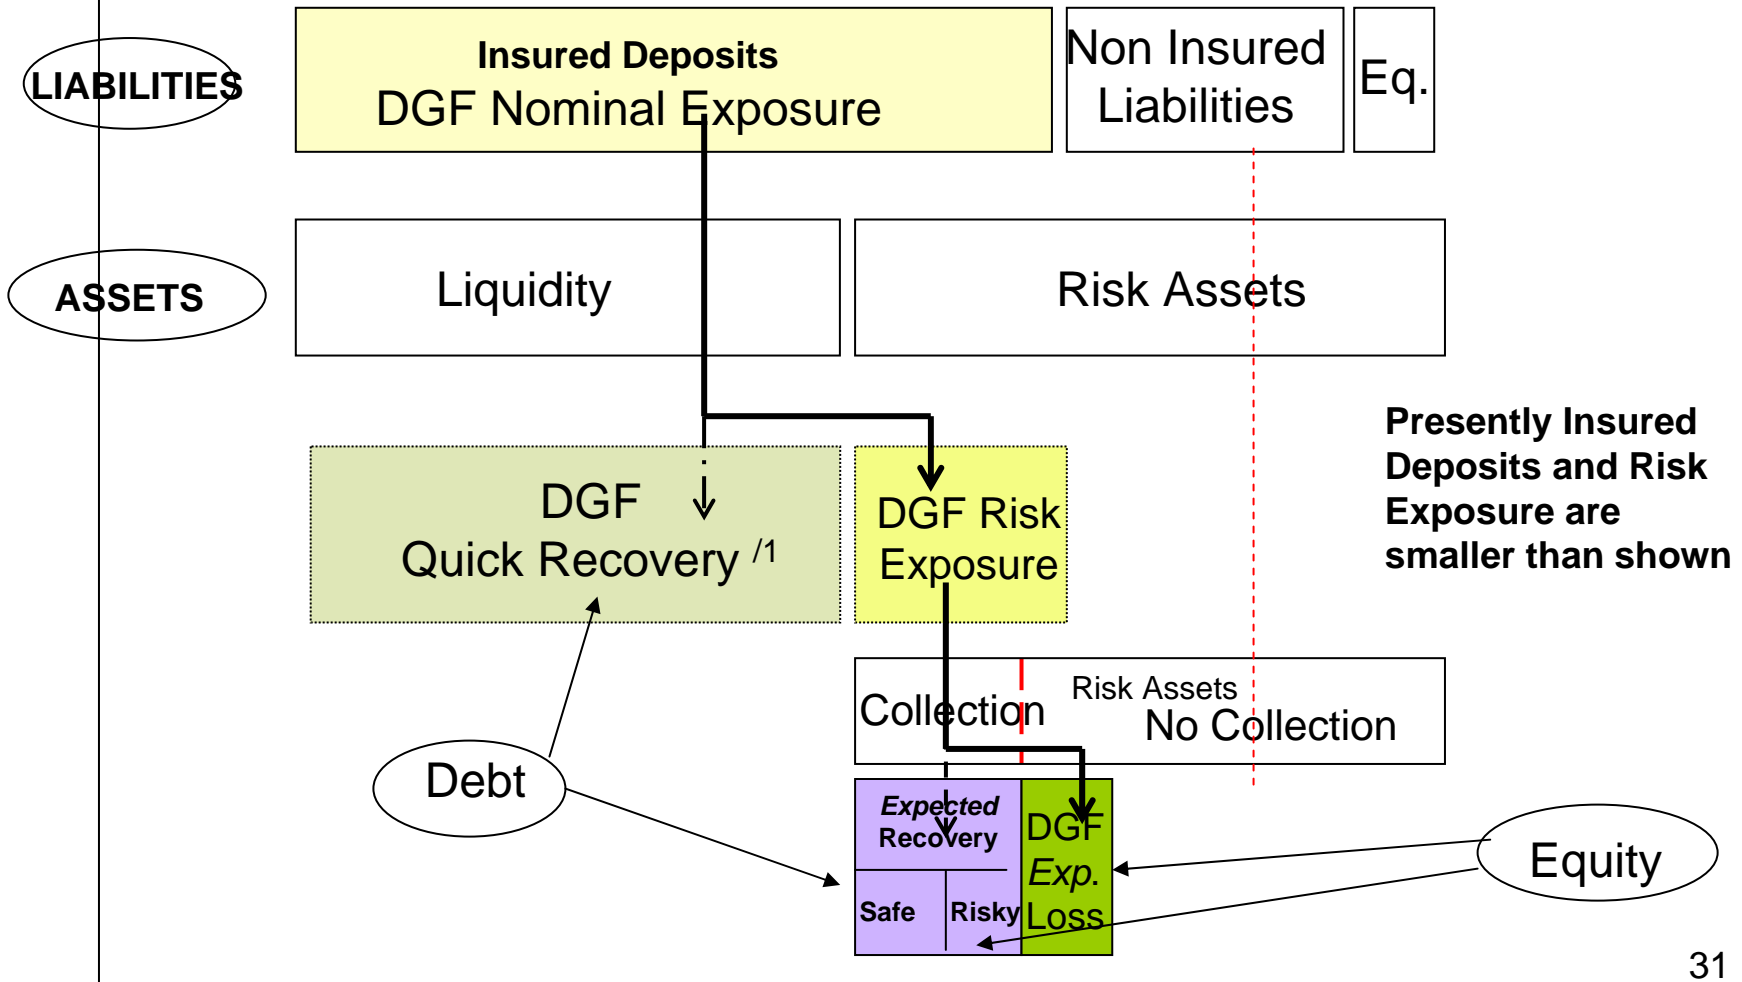 LIABILITIES
Insured Deposits
DGF Nominal Exposure
Non Insured
Liabilities
Eq.
ASSETS
Liquidity
Risk Assets
Presently Insured
Deposits and Risk
Exposure are
smaller than shown
DGF
Quick Recovery /1
DGF Risk
Exposure
Collection
Risk Assets
No Collection
Debt
Expected
Recovery
Safe
Risky
DGF
Exp.
Loss
Equity
31